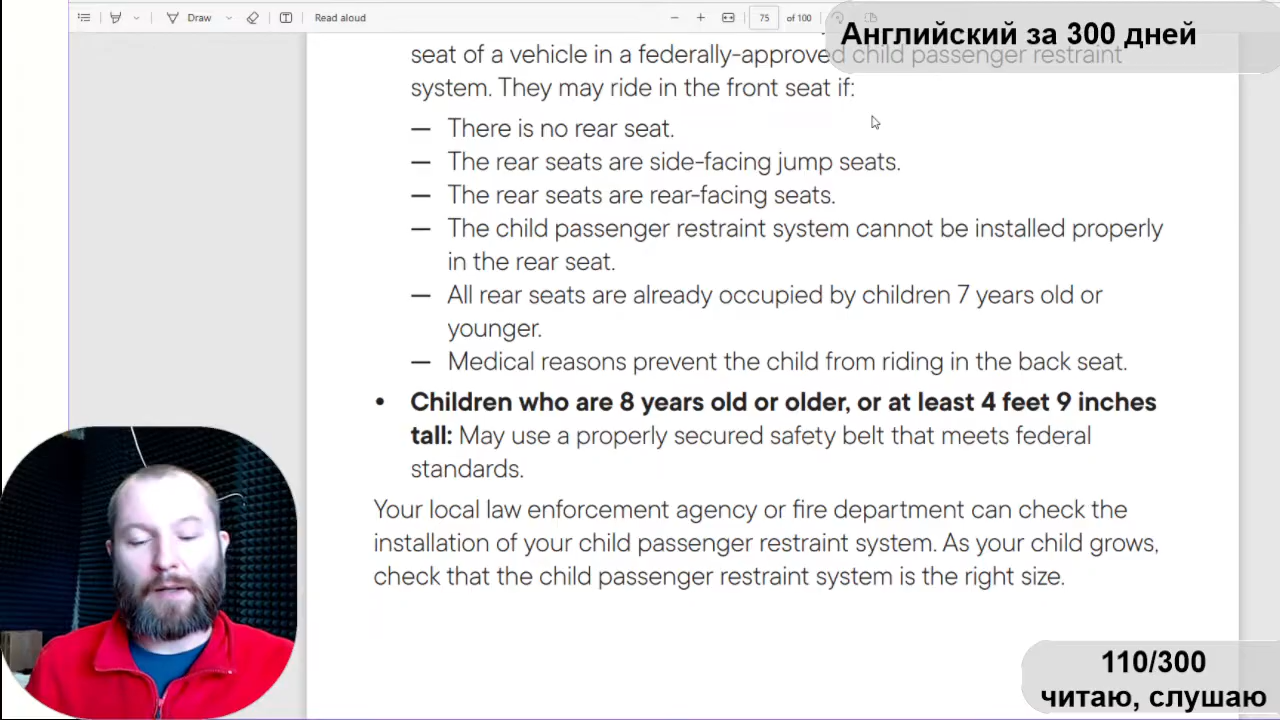 Draw
Read aloud
75
of 100
Английский за 300 дней
seat of a vehicle in a federally-approved child passenger restraint
system. They may ride in the front seat if:
— There is no rear seat.
— The rear seats are side-facing jump seats.
— The rear seats are rear-facing seats.
— The child passenger restraint system cannot be installed properly
in the rear seat.
— All rear seats are already occupied by children 7 years old or
younger.
— Medical reasons prevent the child from riding in the back seat.
• Children who are 8 years old or older, or at least 4 feet 9 inches
tall: May use a properly secured safety belt that meets federal
standards.
Your local law enforcement agency or fire department can check the
installation of your child passenger restraint system. As your child grows,
check that the child passenger restraint system is the right size.
110/300
читаю, слушаю